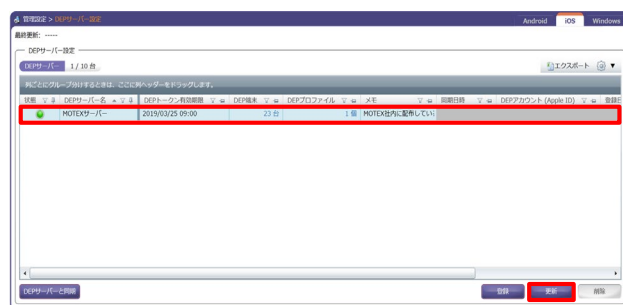 管理設定 > DEPサーバー設定
Android iOS Windows
最終更新: -----
DEPサーバー設定
DEPサーバー 1 / 10 台
エクスポート
列ごとにグループ分けするときは、ここに列ヘッダーをドラッグします。
状態 DEPサーバー名 DEPトークン有効期限 DEP端末 DEPプロファイル メモ 同期日時 DEPアカウント (Apple ID) 登録日
MOTEXサーバー 2019/03/25 09:00 23 台 1 個 MOTEX社内に配布してい
DEPサーバーと同期 登録 更新 削除